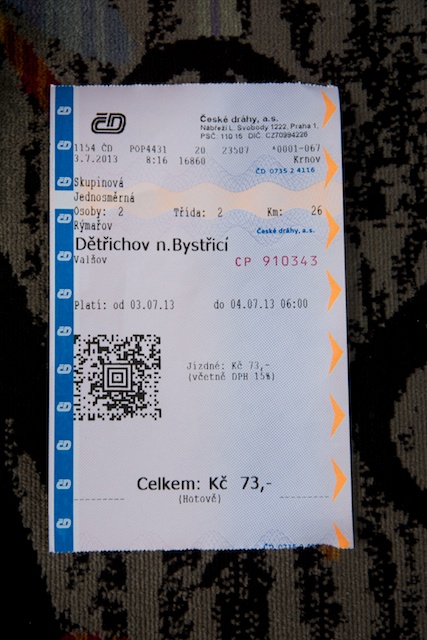 ČD
České dráhy, a.s.
Nábřeží L. Svobody 1222, Praha 1,
PSČ: 110 15 DIČ: CZ70994226
1154 ČD POP4431 20 23507 *0001-067
3.7.2013 8:16 16860 Krnov
ČD 0735 2 4116
Skupinová
Jednosměrná
Osoby: 2 Třída: 2 Km: 26
Rýmařov České dráhy, a.s.
Dětřichov n.Bystřicí
Valšov CP 910343
Platí: od 03.07.13 do 04.07.13 06:00
Jízdné: Kč 73,-
(včetně DPH 15%)
Celkem: Kč 73,-
(Hotově)